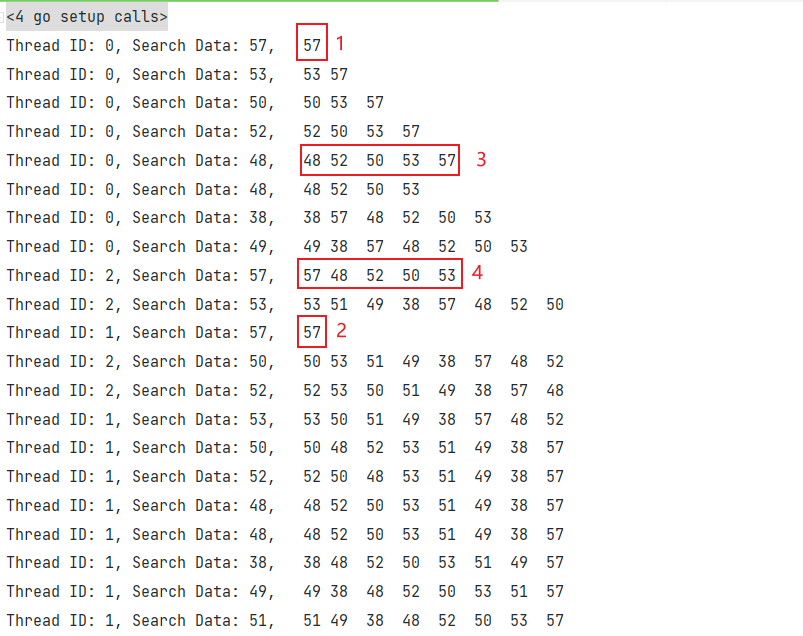 <4 go setup calls>
Thread ID: 0, Search Data: 57, 57 1
Thread ID: 0, Search Data: 53, 53 57
Thread ID: 0, Search Data: 50, 50 53 57
Thread ID: 0, Search Data: 52, 52 50 53 57
Thread ID: 0, Search Data: 48, 48 52 50 53 57 3
Thread ID: 0, Search Data: 48, 48 52 50 53
Thread ID: 0, Search Data: 38, 38 57 48 52 50 53
Thread ID: 0, Search Data: 49, 49 38 57 48 52 50 53
Thread ID: 2, Search Data: 57, 57 48 52 50 53 4
Thread ID: 2, Search Data: 53, 53 51 49 38 57 48 52 50
Thread ID: 1, Search Data: 57, 57 2
Thread ID: 2, Search Data: 50, 50 53 51 49 38 57 48 52
Thread ID: 2, Search Data: 52, 52 53 50 51 49 38 57 48
Thread ID: 1, Search Data: 53, 53 50 51 49 38 57 48 52
Thread ID: 1, Search Data: 50, 50 48 52 53 51 49 38 57
Thread ID: 1, Search Data: 52, 52 50 48 53 51 49 38 57
Thread ID: 1, Search Data: 48, 48 52 50 53 51 49 38 57
Thread ID: 1, Search Data: 48, 48 52 50 53 51 49 38 57
Thread ID: 1, Search Data: 38, 38 48 52 50 53 51 49 57
Thread ID: 1, Search Data: 49, 49 38 48 52 50 53 51 57
Thread ID: 1, Search Data: 51, 51 49 38 48 52 50 53 57